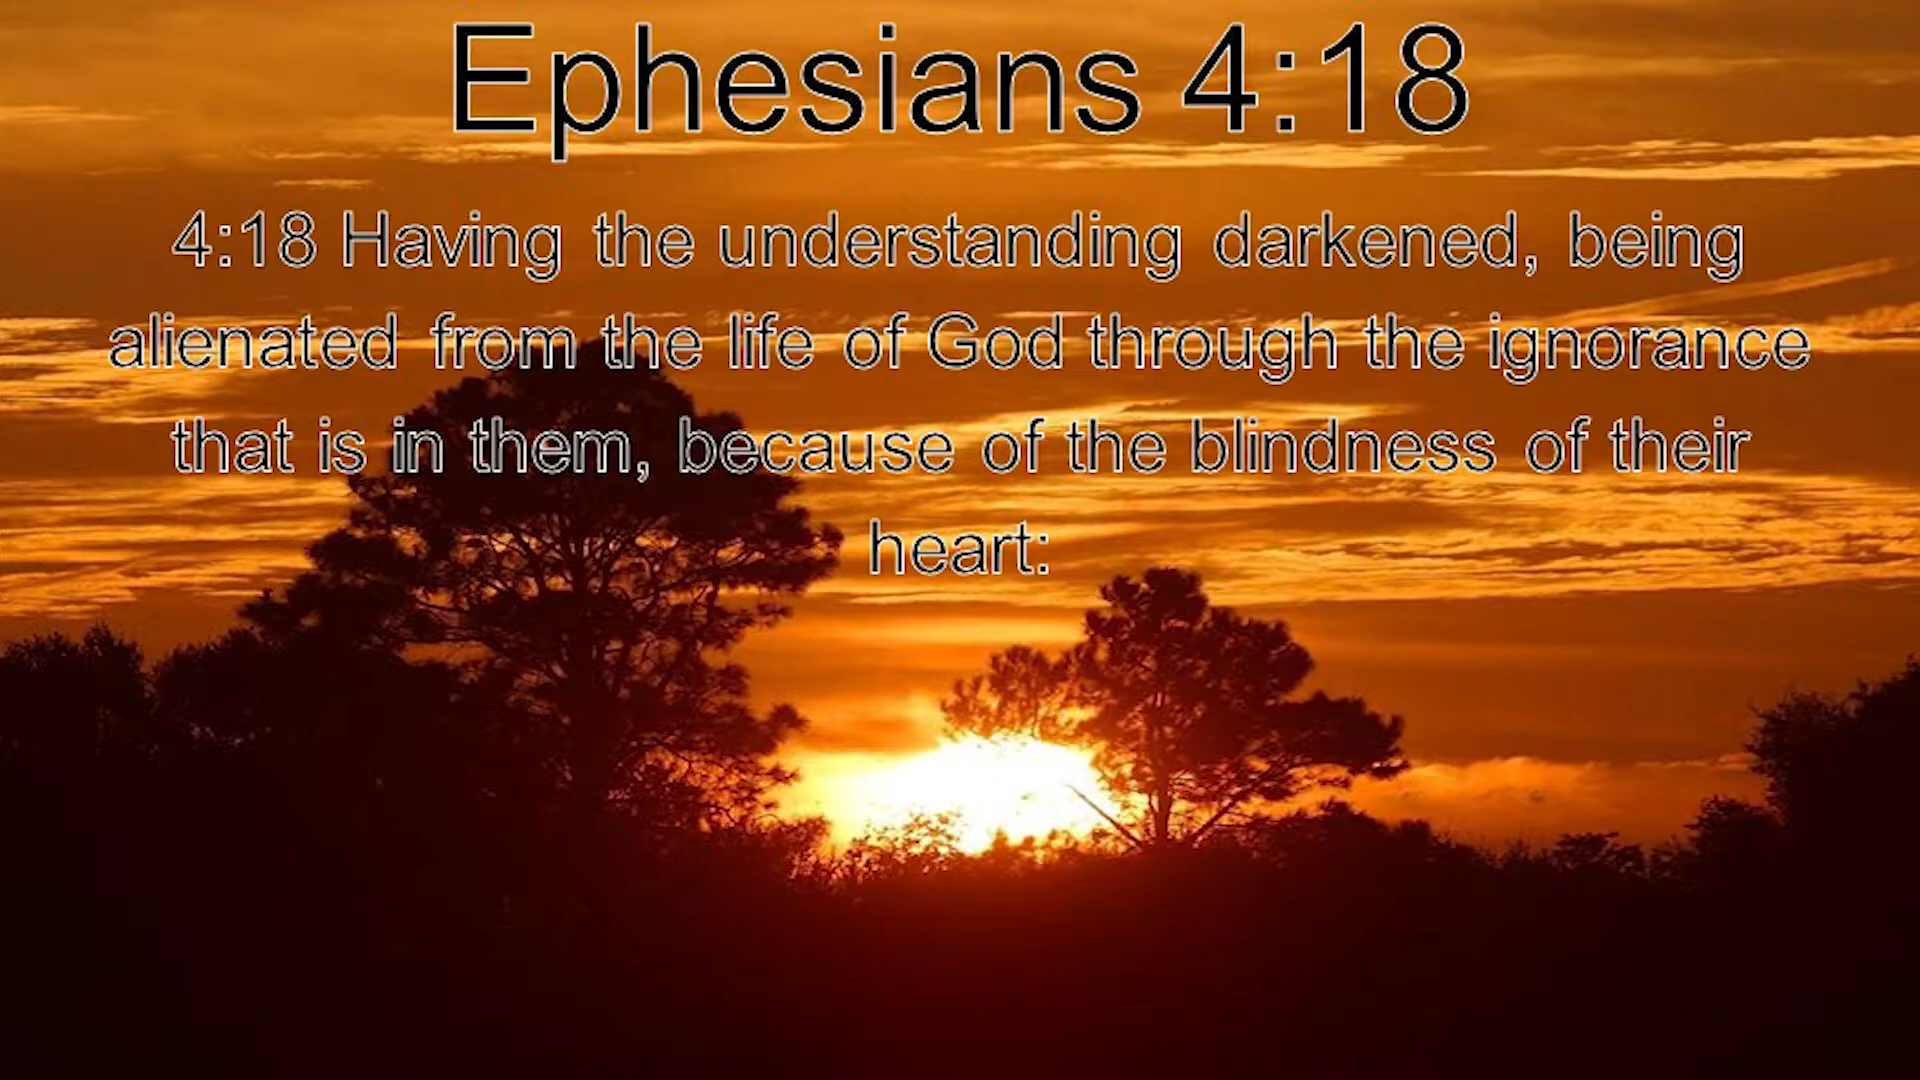 Ephesians 4:18
4:18 Having the understanding darkened, being
alienated from the life of God through the ignorance
that is in them, because of the blindness of their
heart: